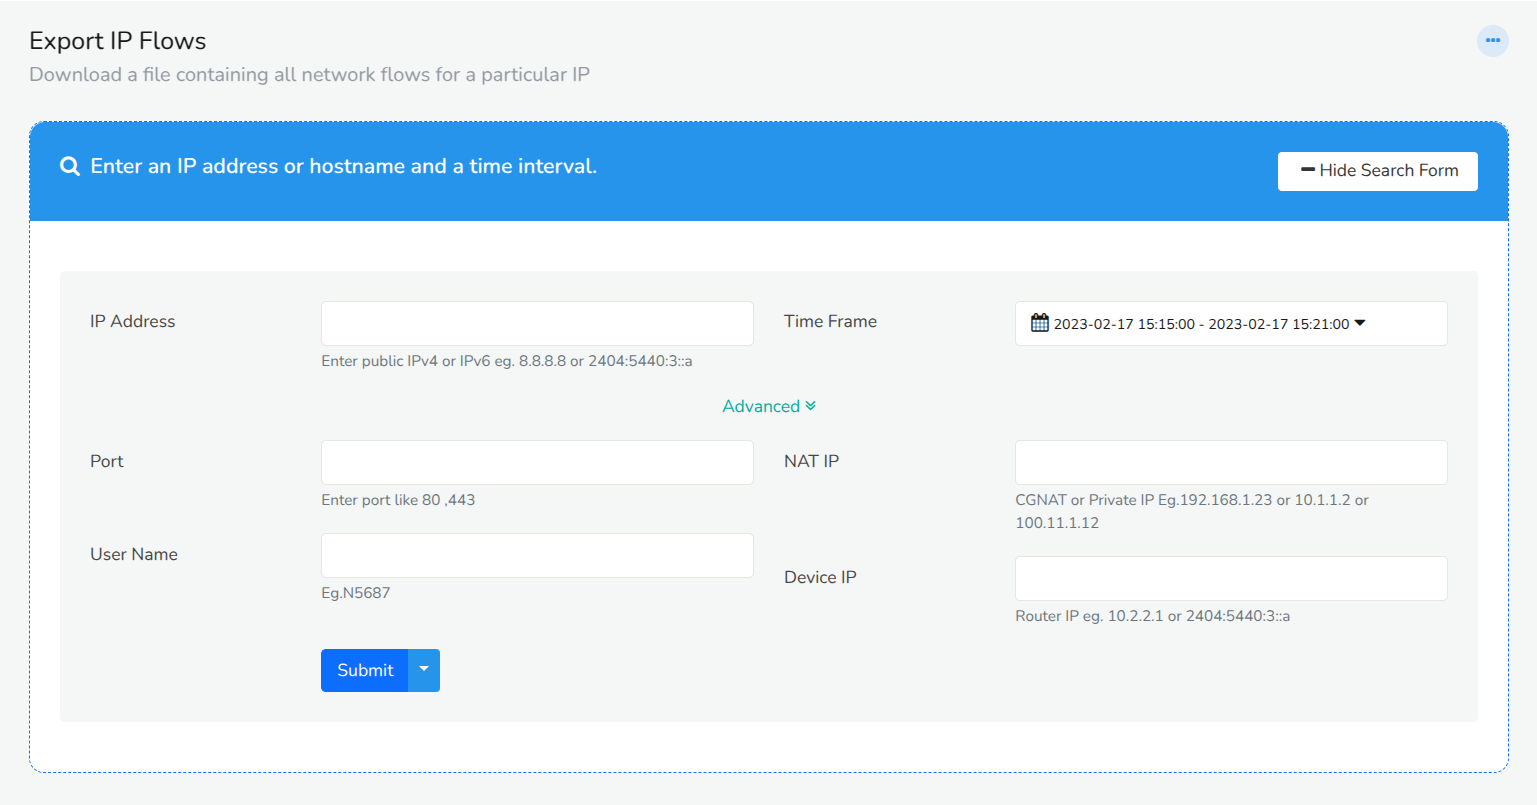 Export IP Flows
Download a file containing all network flows for a particular IP
Enter an IP address or hostname and a time interval.
Hide Search Form
IP Address
Enter public IPv4 or IPv6 eg. 8.8.8.8 or 2404:5440:3::a
Time Frame
2023-02-17 15:15:00 - 2023-02-17 15:21:00
Advanced
Port
Enter port like 80 ,443
NAT IP
CGNAT or Private IP Eg.192.168.1.23 or 10.1.1.2 or
100.11.1.12
User Name
Eg.N5687
Device IP
Router IP eg. 10.2.2.1 or 2404:5440:3::a
Submit